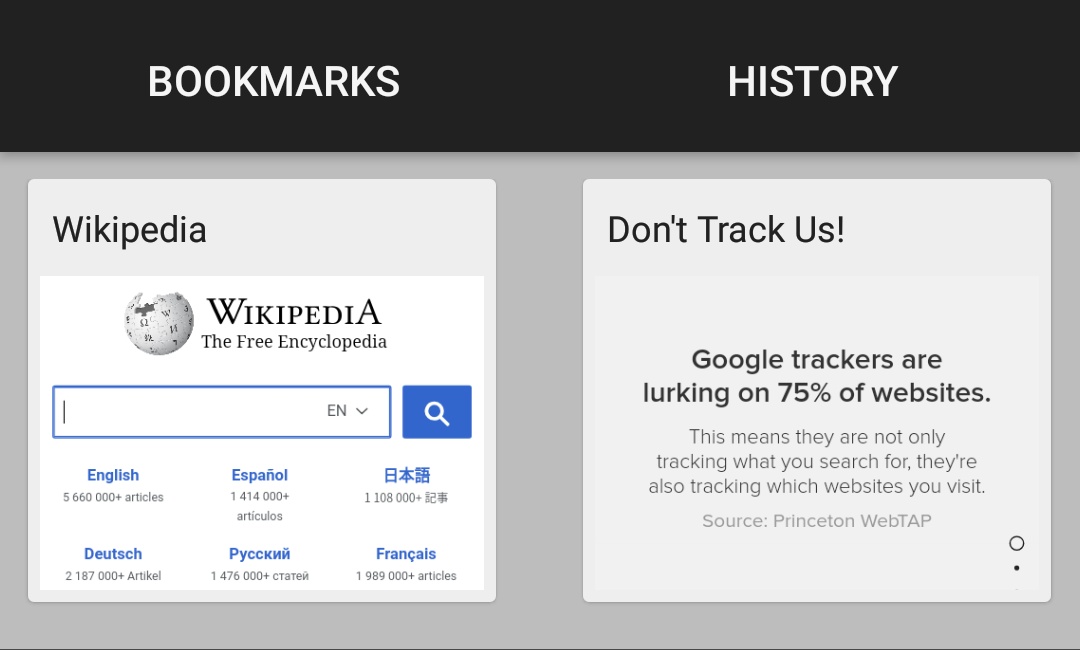 BOOKMARKS
HISTORY
Wikipedia
WIKIPEDIA
The Free Encyclopedia
EN
English
Español
日本語
5 660 000+ articles
1 414 000+
artículos
1 108 000+ 記事
Deutsch
Русский
Français
2 187 000+ Artikel
1 476 000+ статей
1 989 000+ articles
Don't Track Us!
Google trackers are
lurking on 75% of websites.
This means they are not only
tracking what you search for, they're
also tracking which websites you visit.
Source: Princeton WebTAP